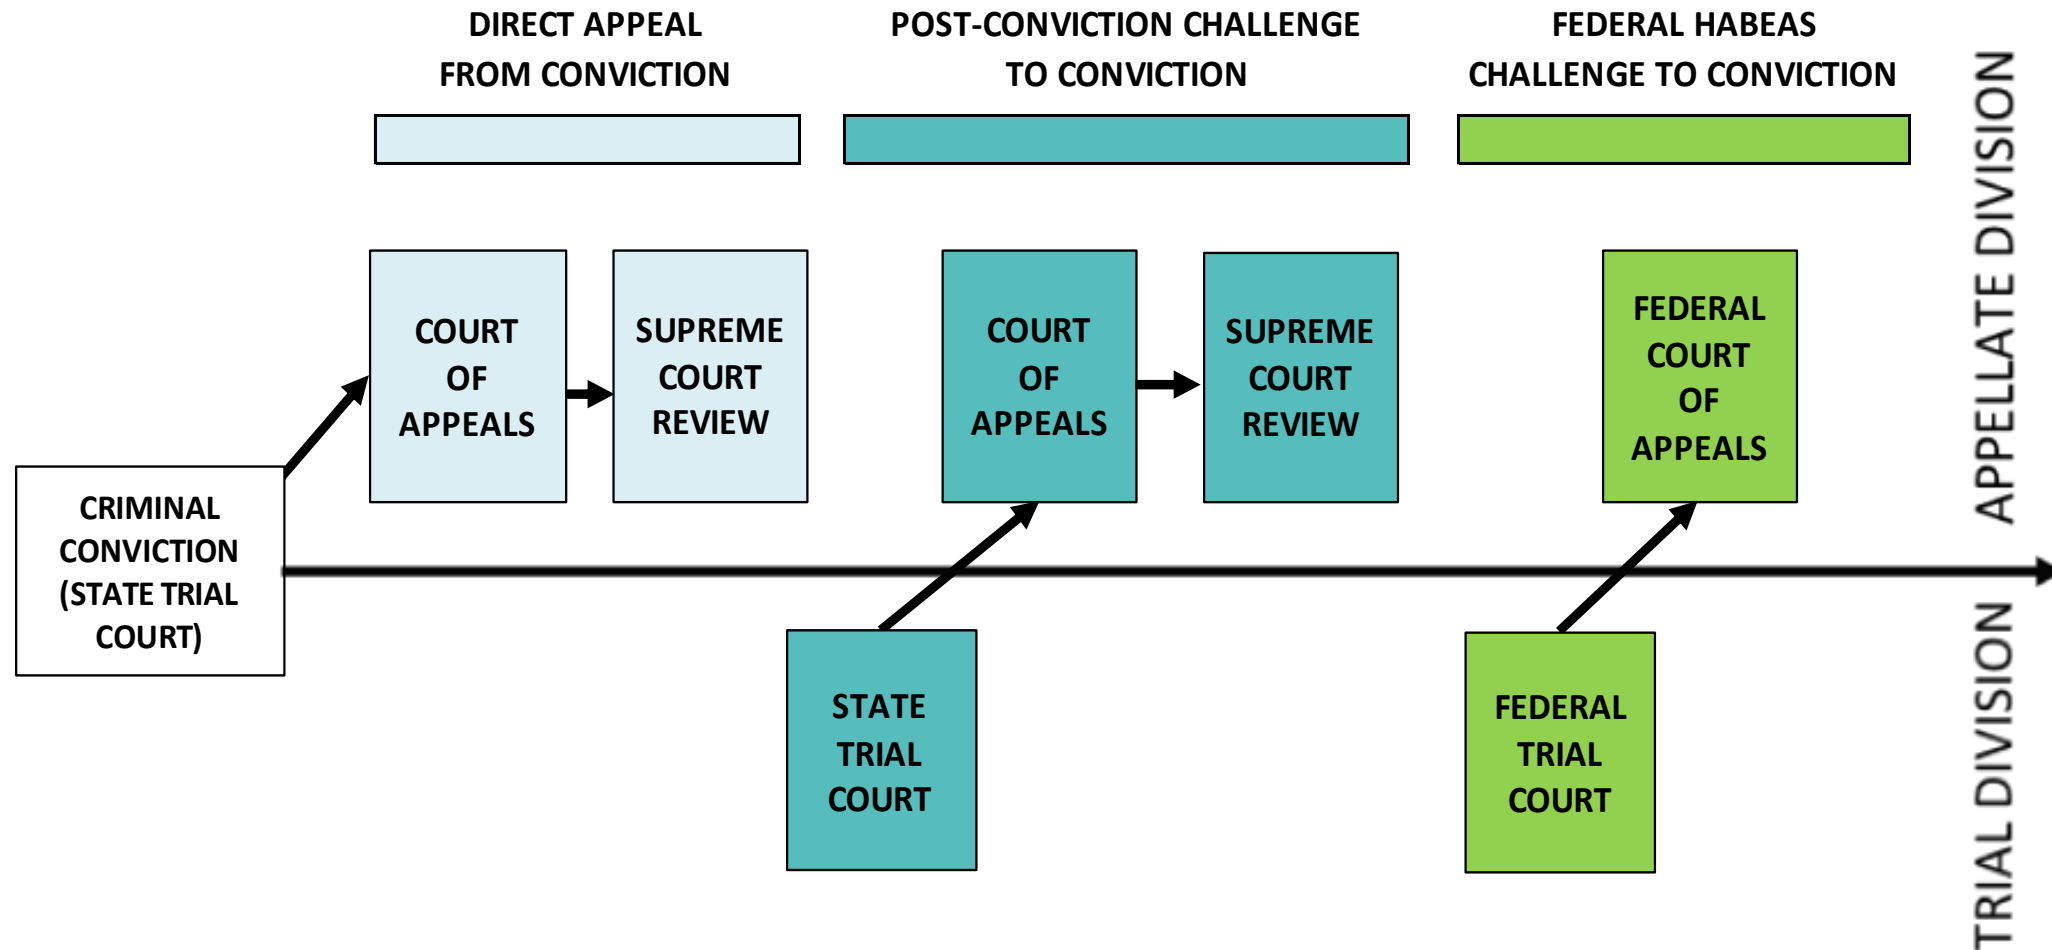 DIRECT APPEAL
FROM CONVICTION
POST-CONVICTION CHALLENGE
TO CONVICTION
FEDERAL HABEAS
CHALLENGE TO CONVICTION
COURT
OF
APPEALS
SUPREME
COURT
REVIEW
COURT
OF
APPEALS
SUPREME
COURT
REVIEW
FEDERAL
COURT
OF
APPEALS
APPELLATE DIVISION
CRIMINAL
CONVICTION
(STATE TRIAL
COURT)
STATE
TRIAL
COURT
FEDERAL
TRIAL
COURT
TRIAL DIVISION